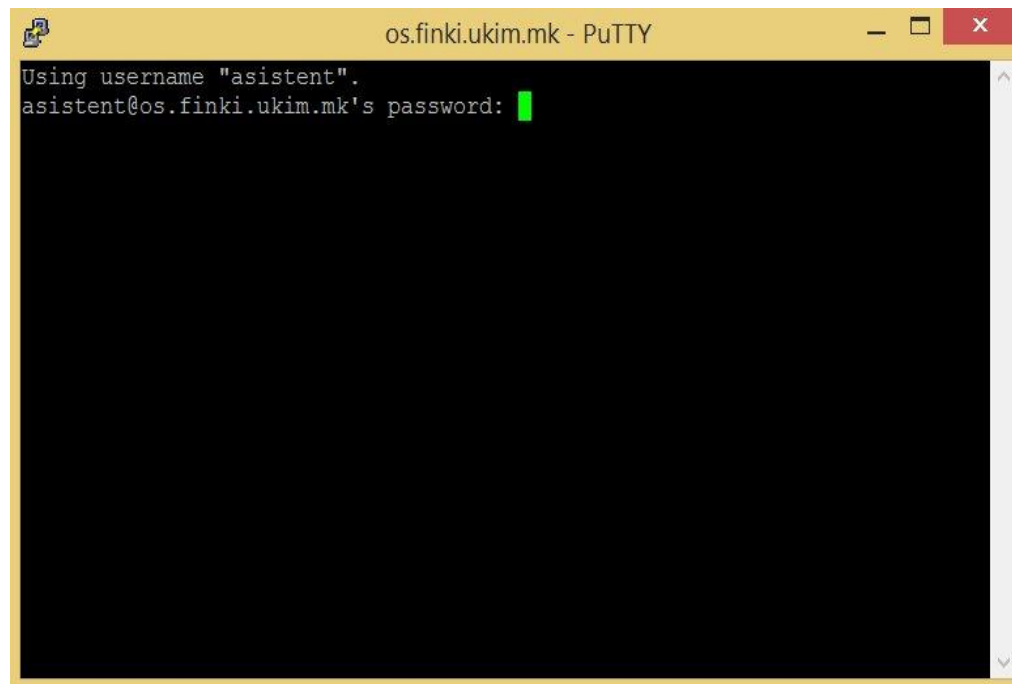 os.finki.ukim.mk - PuTTY
Using username "asistent".
asistent@os.finki.ukim.mk's password: